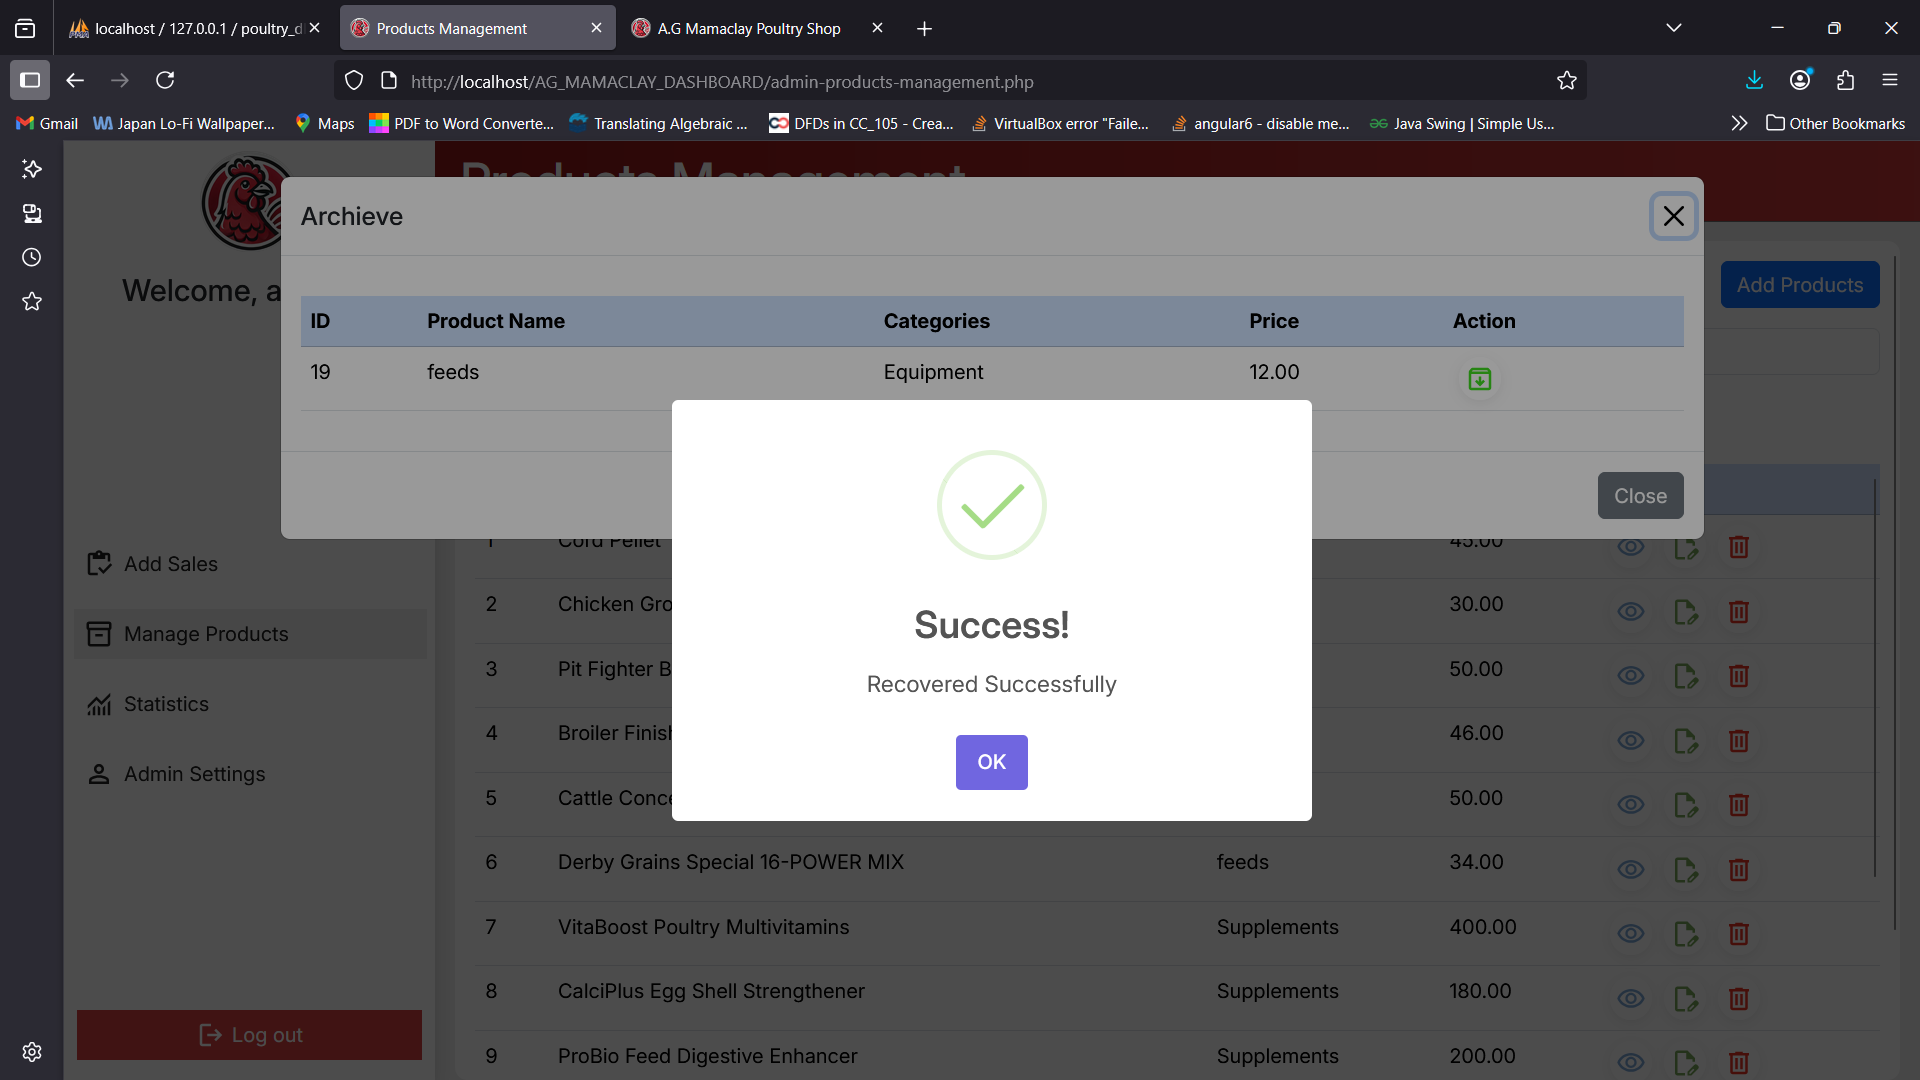 localhost / 127.0.0.1 / poultry_d
Products Management
A.G Mamaclay Poultry Shop
http://localhost/AG_MAMACLAY_DASHBOARD/admin-products-management.php
Gmail
Japan Lo-Fi Wallpaper...
Maps
PDF to Word Converte...
Translating Algebraic ...
DFDs in CC_105 - Crea...
VirtualBox error "Faile...
angular6 - disable me...
Java Swing | Simple Us...
Other Bookmarks
Products Management
Archieve
Welcome, a
Add Products
ID Product Name Categories Price Action
19 feeds Equipment 12.00
Close
Success!
Recovered Successfully
OK
Add Sales
Manage Products
Statistics
Admin Settings
Log out
1 Cord Pellet 45.00
2 Chicken Gro 30.00
3 Pit Fighter B 50.00
4 Broiler Finish 46.00
5 Cattle Conce 50.00
6 Derby Grains Special 16-POWER MIX feeds 34.00
7 VitaBoost Poultry Multivitamins Supplements 400.00
8 CalciPlus Egg Shell Strengthener Supplements 180.00
9 ProBio Feed Digestive Enhancer Supplements 200.00